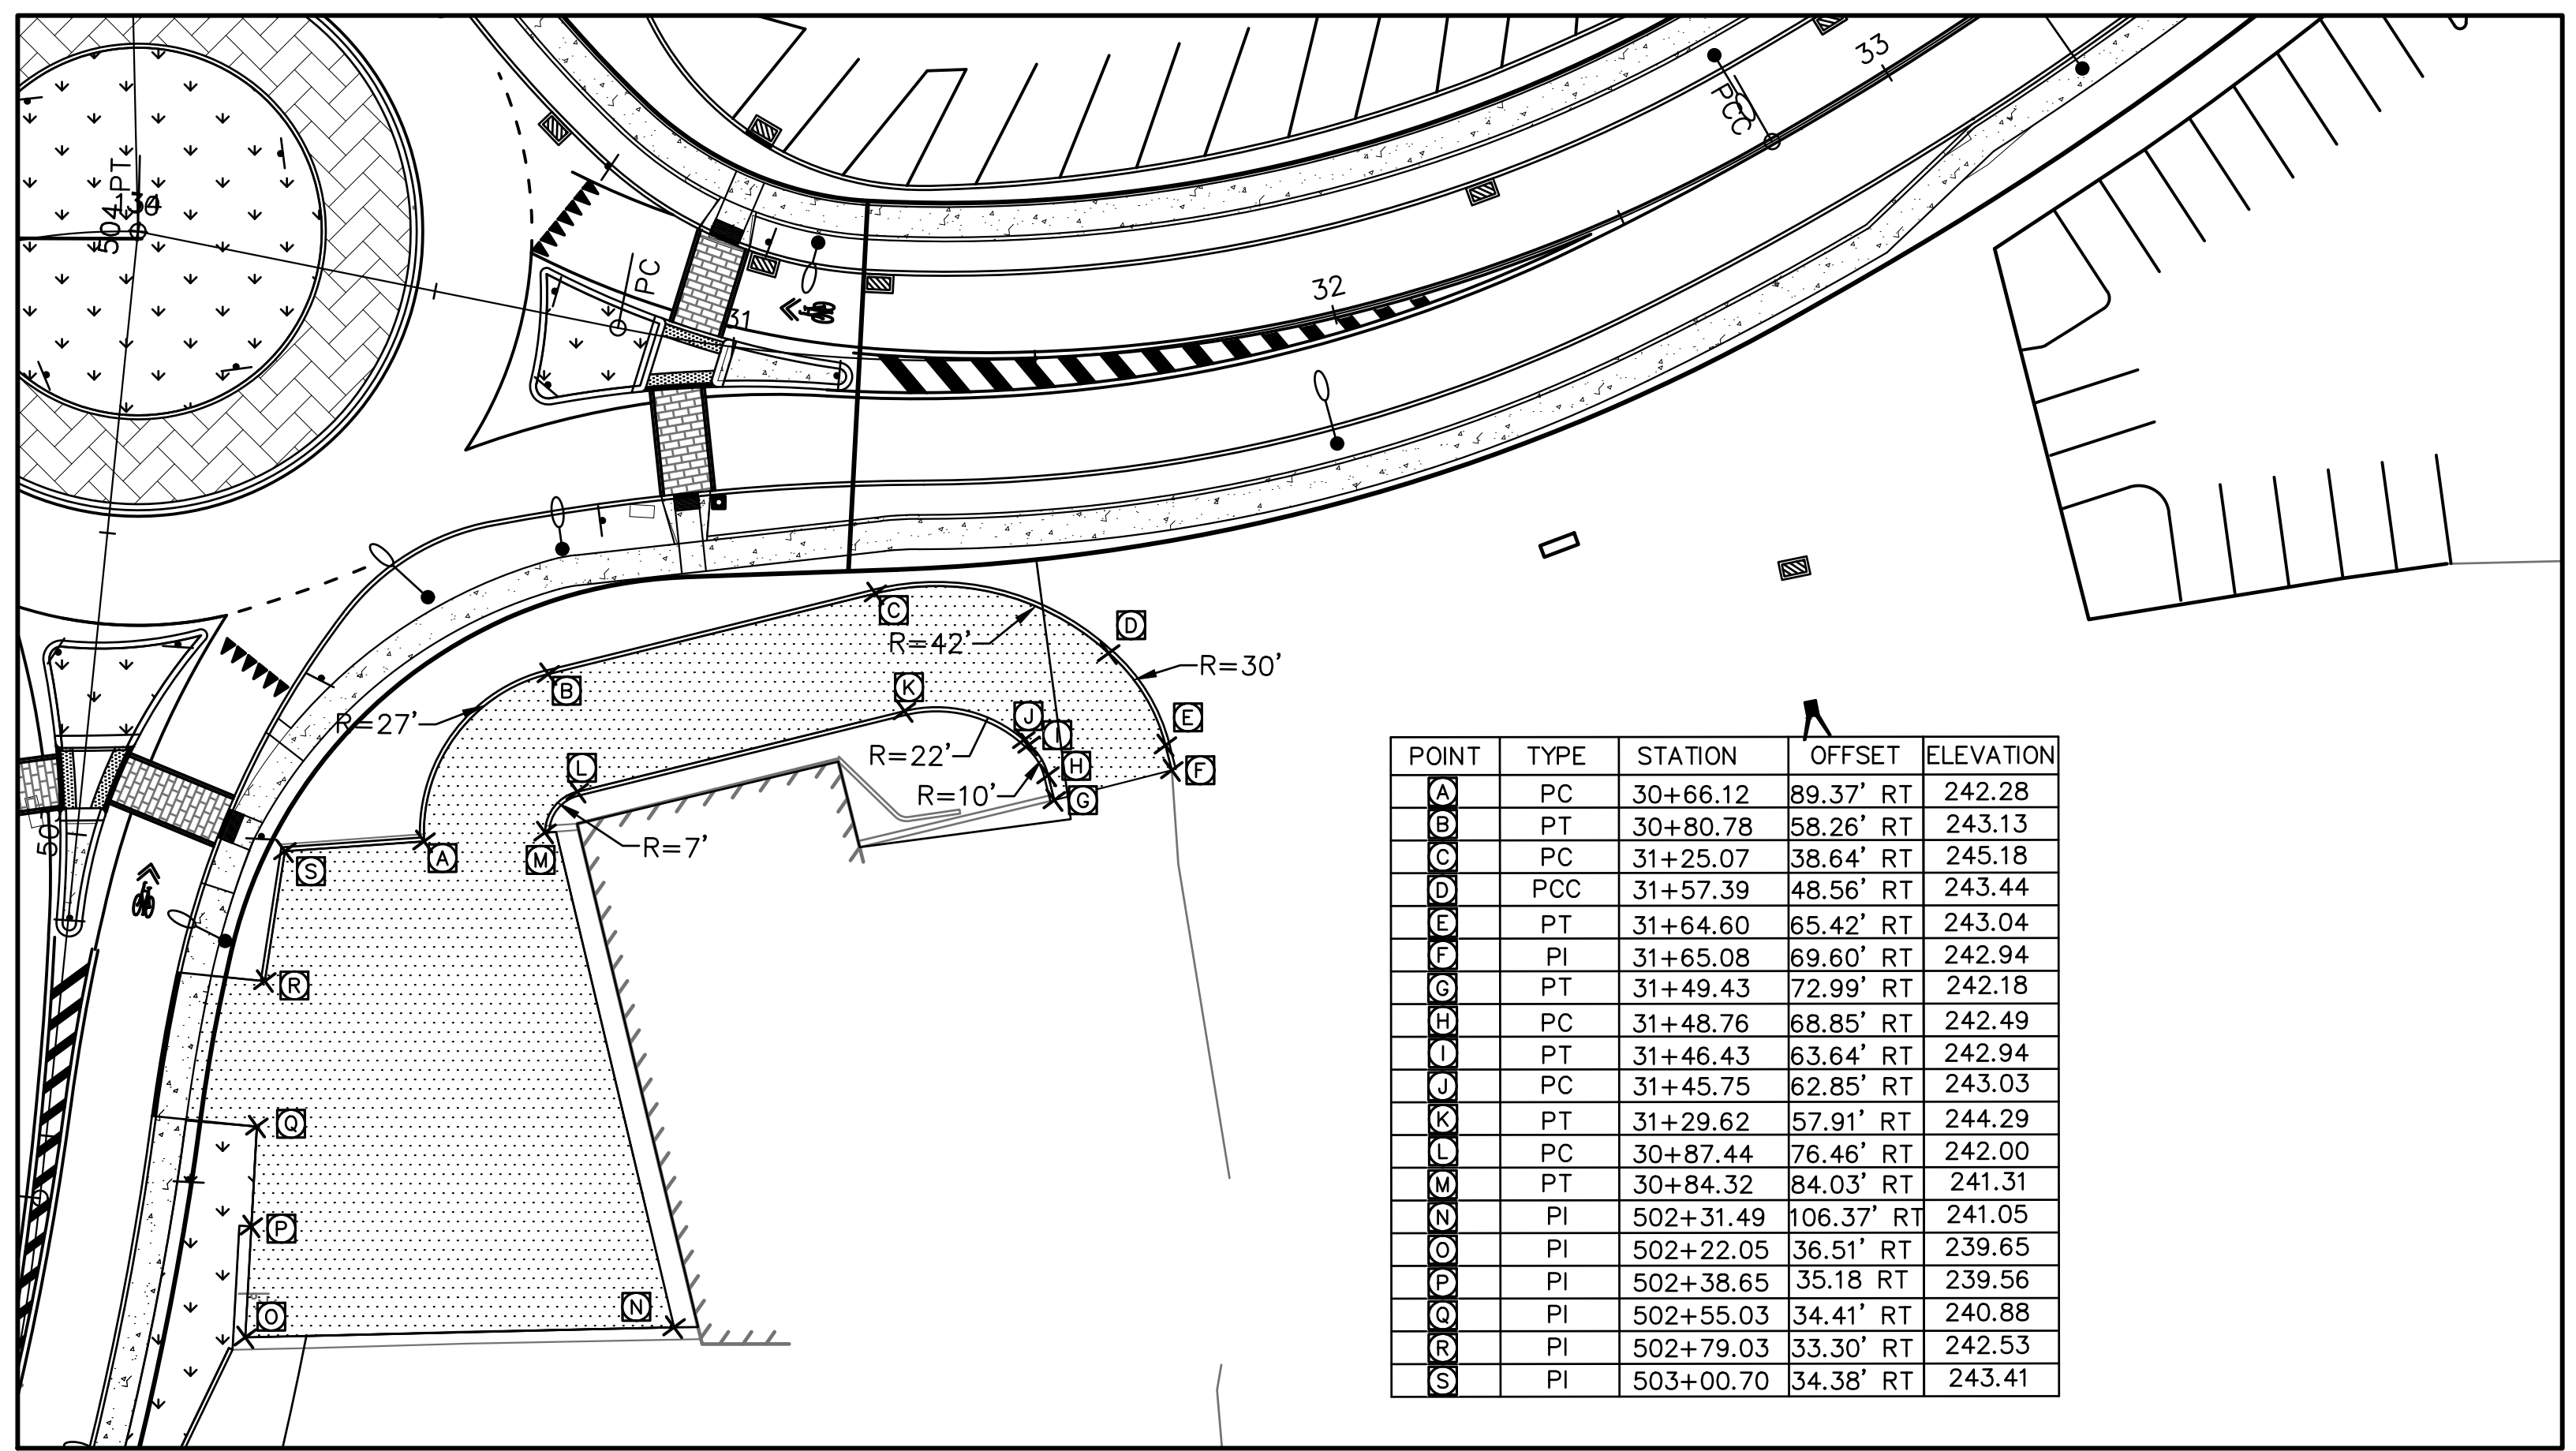 33
PCC
504
PT
PC
31
32
C
D
R=42'
R=30'
B
K
E
R=27'
J
I
R=22'
L
H
F
R=10'
G
R=7'
S
A
M
503
R
Q
P
O
N
POINT TYPE STATION OFFSET ELEVATION
A PC 30+66.12 89.37' RT 242.28
B PT 30+80.78 58.26' RT 243.13
C PC 31+25.07 38.64' RT 245.18
D PCC 31+57.39 48.56' RT 243.44
E PT 31+64.60 65.42' RT 243.04
F PI 31+65.08 69.60' RT 242.94
G PT 31+49.43 72.99' RT 242.18
H PC 31+48.76 68.85' RT 242.49
I PT 31+46.43 63.64' RT 242.94
J PC 31+45.75 62.85' RT 243.03
K PT 31+29.62 57.91' RT 244.29
L PC 30+87.44 76.46' RT 242.00
M PT 30+84.32 84.03' RT 241.31
N PI 502+31.49 106.37' RT 241.05
O PI 502+22.05 36.51' RT 239.65
P PI 502+38.65 35.18 RT 239.56
Q PI 502+55.03 34.41' RT 240.88
R PI 502+79.03 33.30' RT 242.53
S PI 503+00.70 34.38' RT 243.41